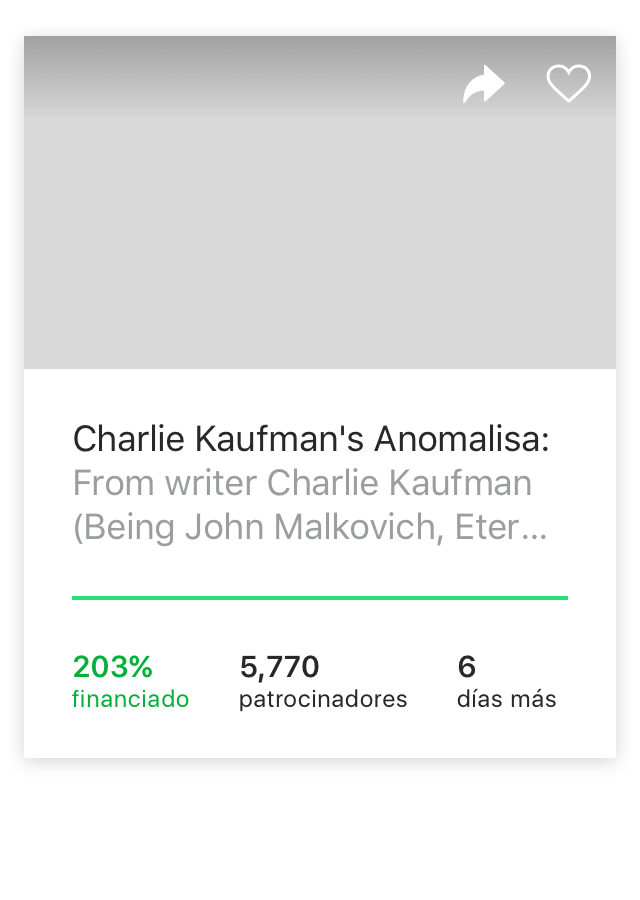 Charlie Kaufman's Anomalisa:
From writer Charlie Kaufman
(Being John Malkovich, Eter...
203% 5,770 6
financiado patrocinadores días más